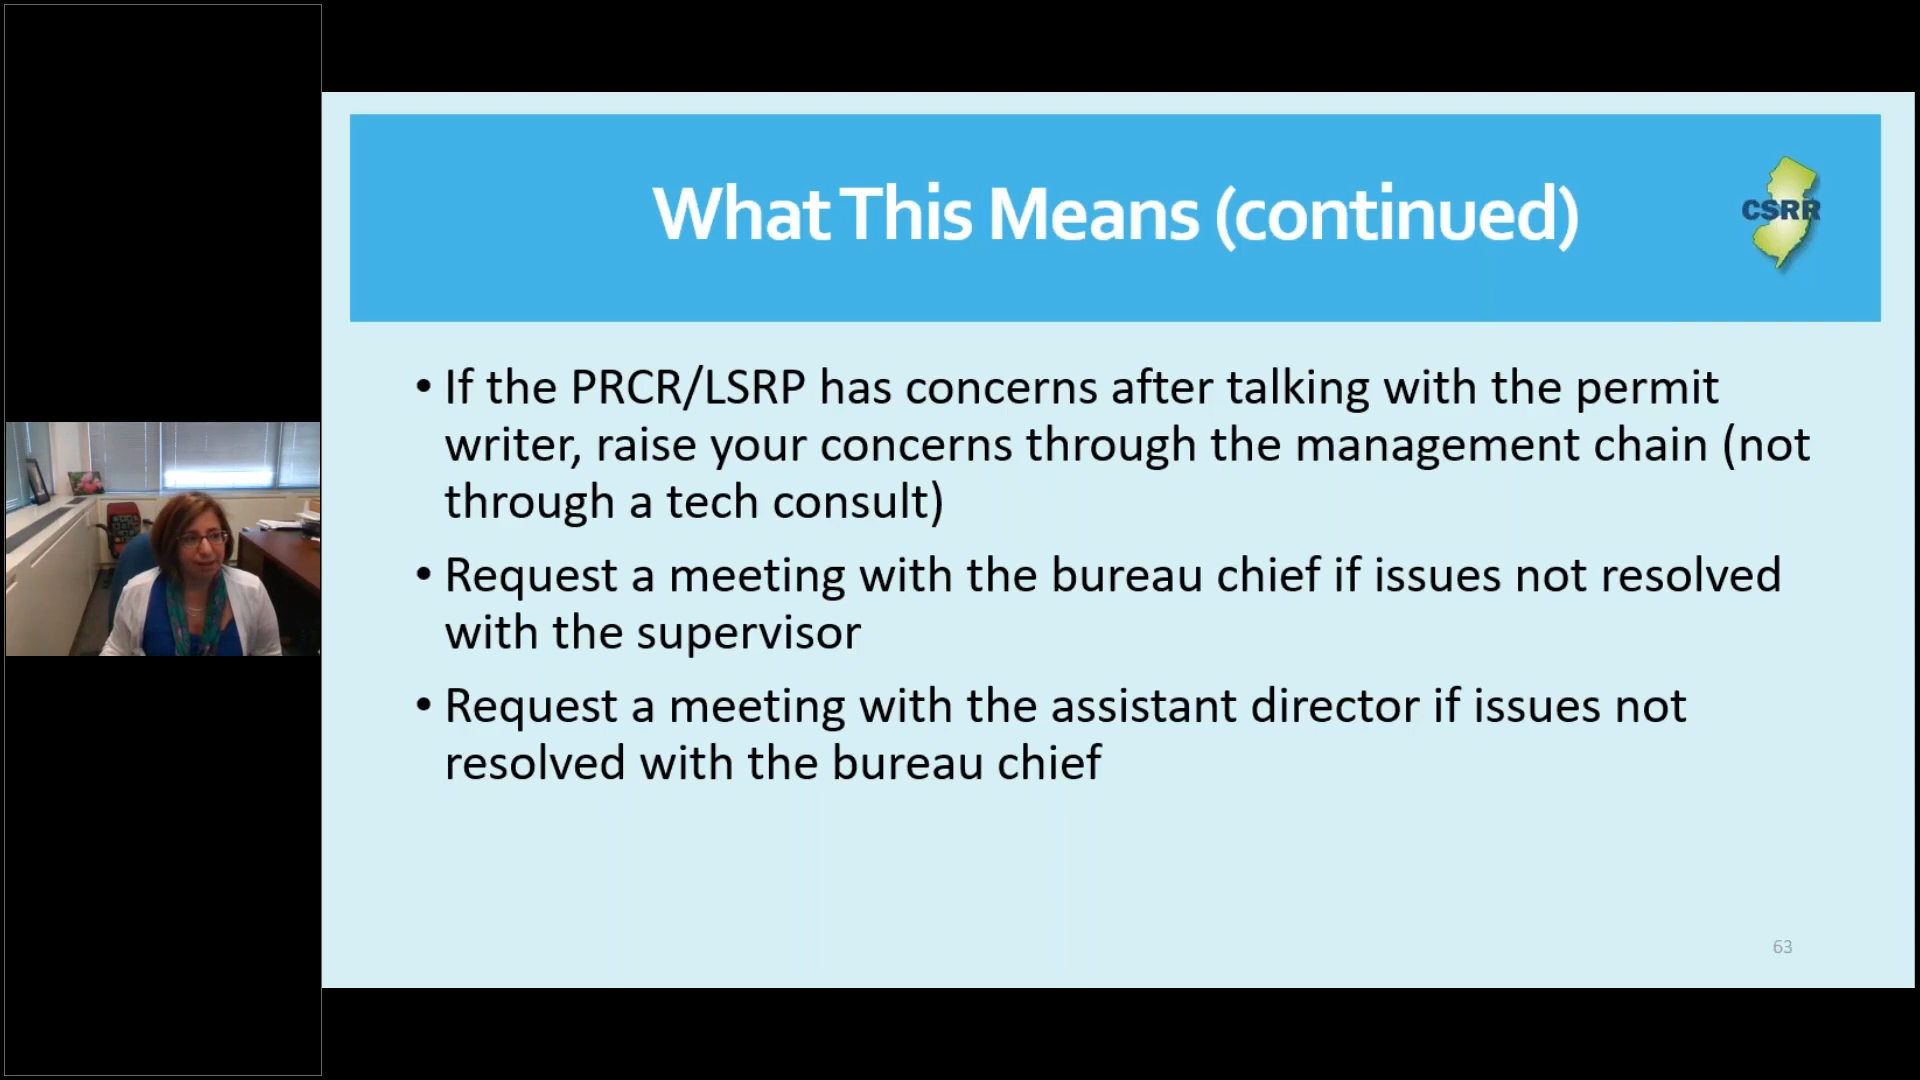 What This Means (continued)
CSRR
• If the PRCR/LSRP has concerns after talking with the permit
writer, raise your concerns through the management chain (not
through a tech consult)
• Request a meeting with the bureau chief if issues not resolved
with the supervisor
• Request a meeting with the assistant director if issues not
resolved with the bureau chief
63